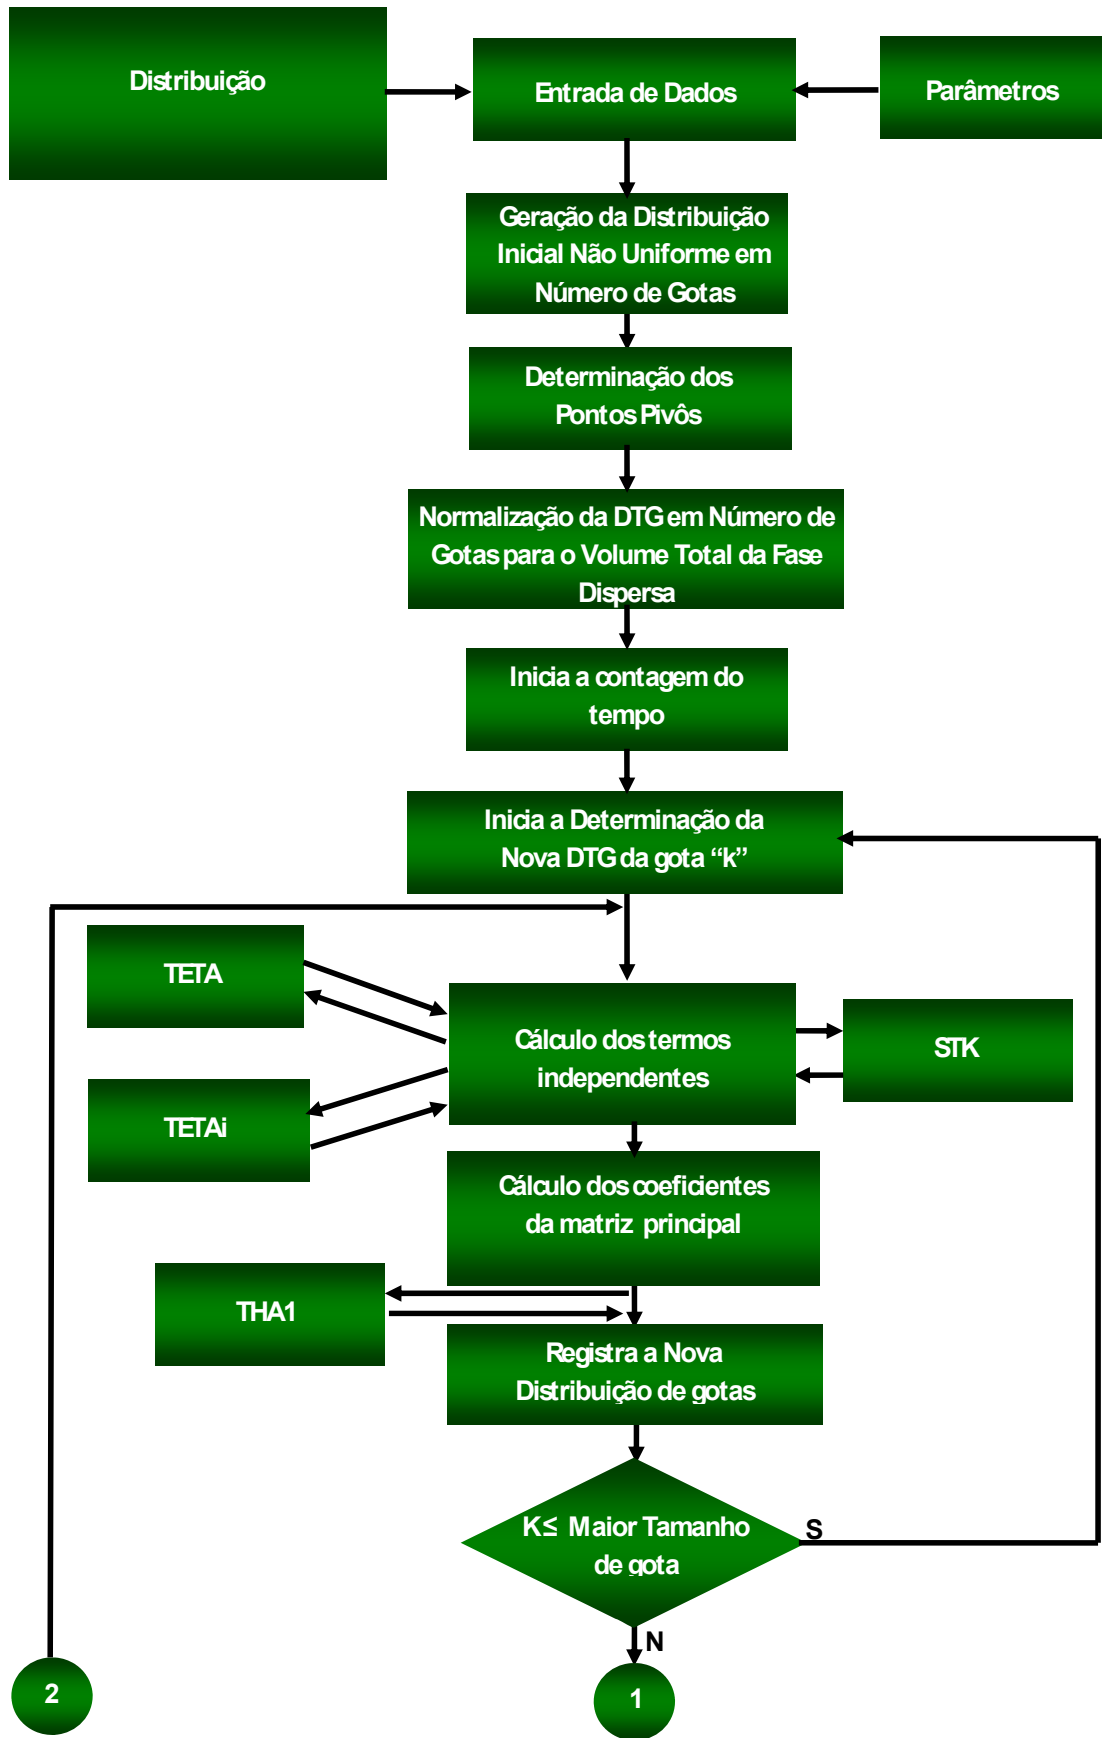 Distribuição
Entrada de Dados
Parâmetros
Geração da Distribuição
Inicial Não Uniforme em
Número de Gotas
Determinação dos
Pontos Pivôs
Normalização da DTG em Número de
Gotas para o Volume Total da Fase
Dispersa
Inicia a contagem do
tempo
Inicia a Determinação da
Nova DTG da gota “k”
TETA
Cálculo dos termos
independentes
STK
TETAi
Cálculo dos coeficientes
da matriz principal
THA1
Registra a Nova
Distribuição de gotas
K ≤ Maior Tamanho
de gota
S
N
2
1